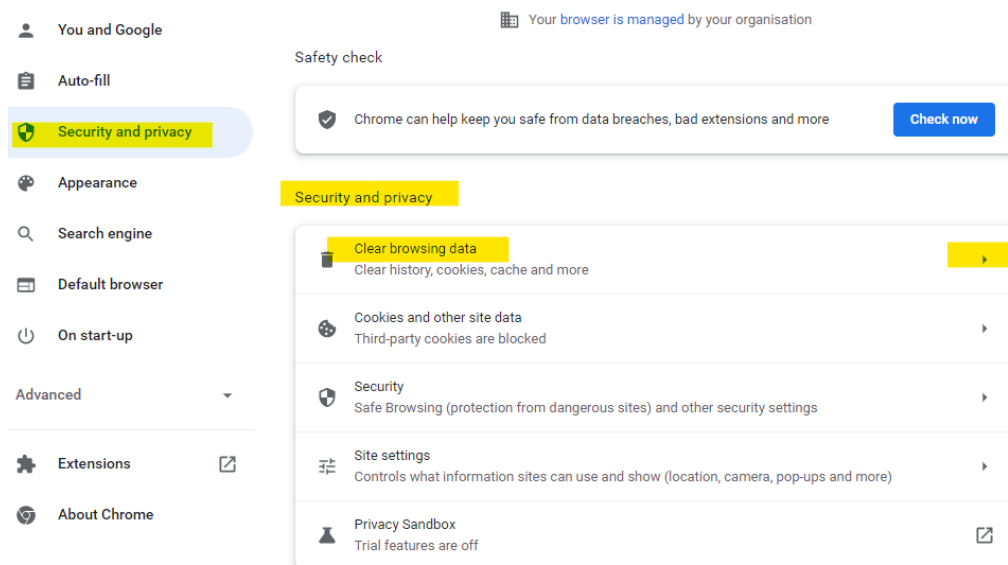 You and Google
Auto-fill
Security and privacy
Appearance
Search engine
Default browser
On start-up
Advanced
Extensions
About Chrome
Your browser is managed by your organisation
Safety check
Chrome can help keep you safe from data breaches, bad extensions and more
Check now
Security and privacy
Clear browsing data
Clear history, cookies, cache and more
Cookies and other site data
Third-party cookies are blocked
Security
Safe Browsing (protection from dangerous sites) and other security settings
Site settings
Controls what information sites can use and show (location, camera, pop-ups and more)
Privacy Sandbox
Trial features are off